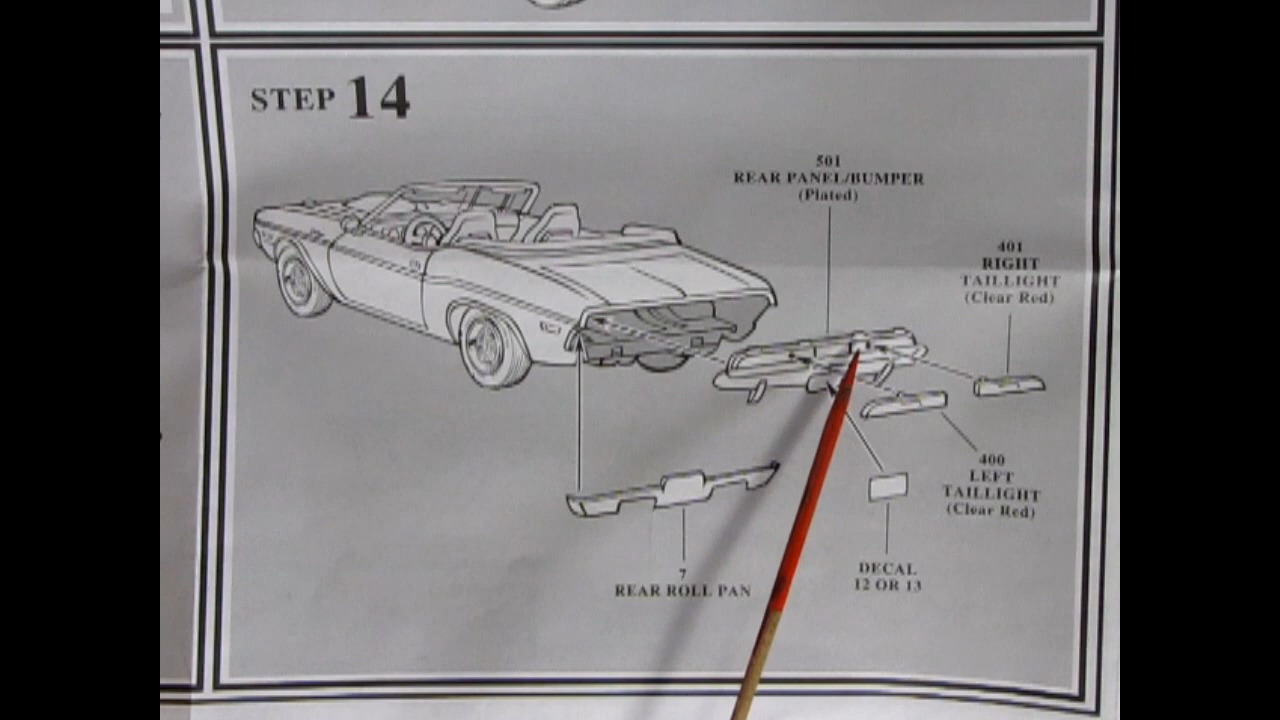 STEP 14
501
REAR PANEL/BUMPER
(Plated)
401
RIGHT
TAILLIGHT
(Clear Red)
400
LEFT
TAILLIGHT
(Clear Red)
7
REAR ROLL PAN
DECAL
12 OR 13